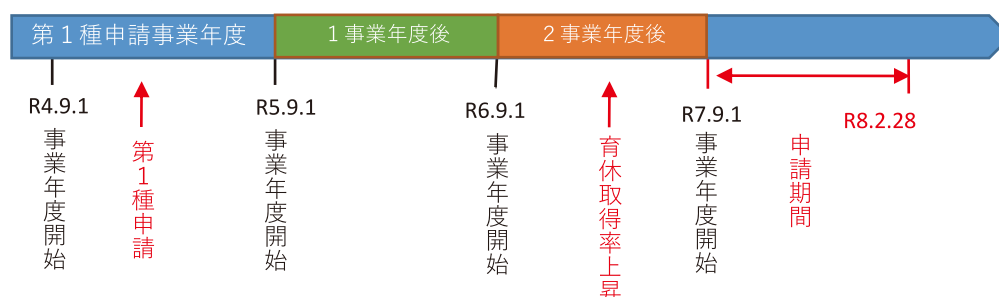 第1種申請事業年度
1事業年度後
2事業年度後
R4.9.1
事業年度開始
第1種申請
R5.9.1
事業年度開始
R6.9.1
事業年度開始
育休取得率上昇
R7.9.1
事業年度開始
申請期間
R8.2.28